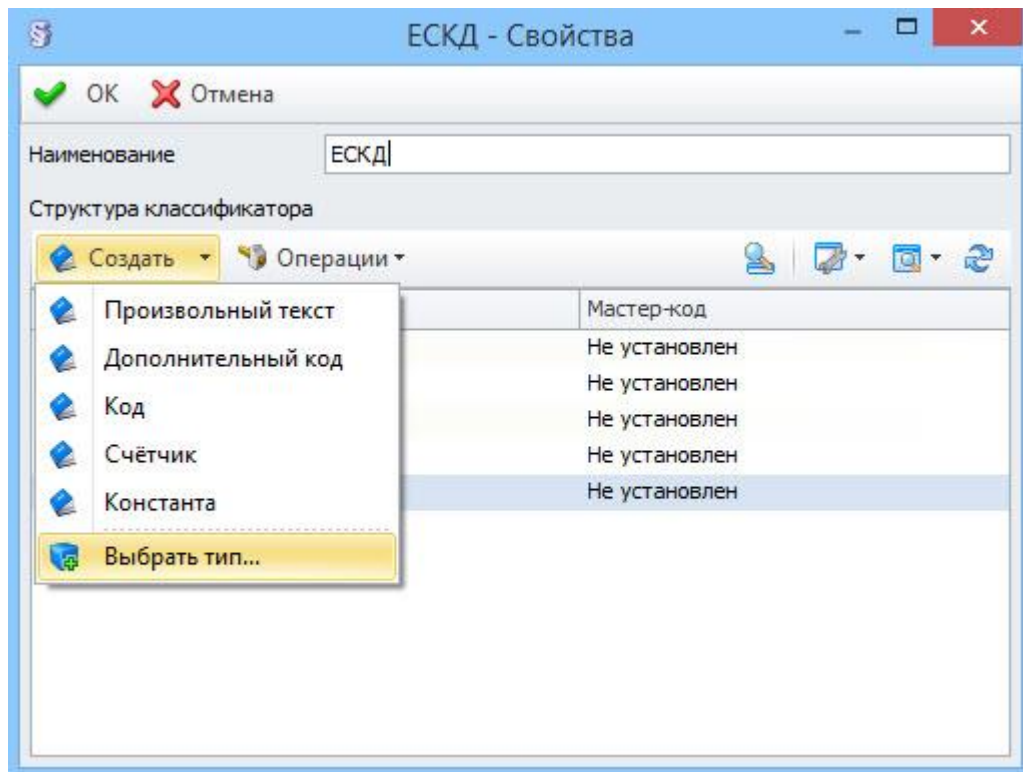 ЕСКД - Свойства
ОК Отмена
Наименование ЕСКД
Структура классификатора
Создать Операции
Мастер-код
Произвольный текст
Не установлен
Дополнительный код
Не установлен
Код
Не установлен
Счётчик
Не установлен
Константа
Не установлен
Выбрать тип...